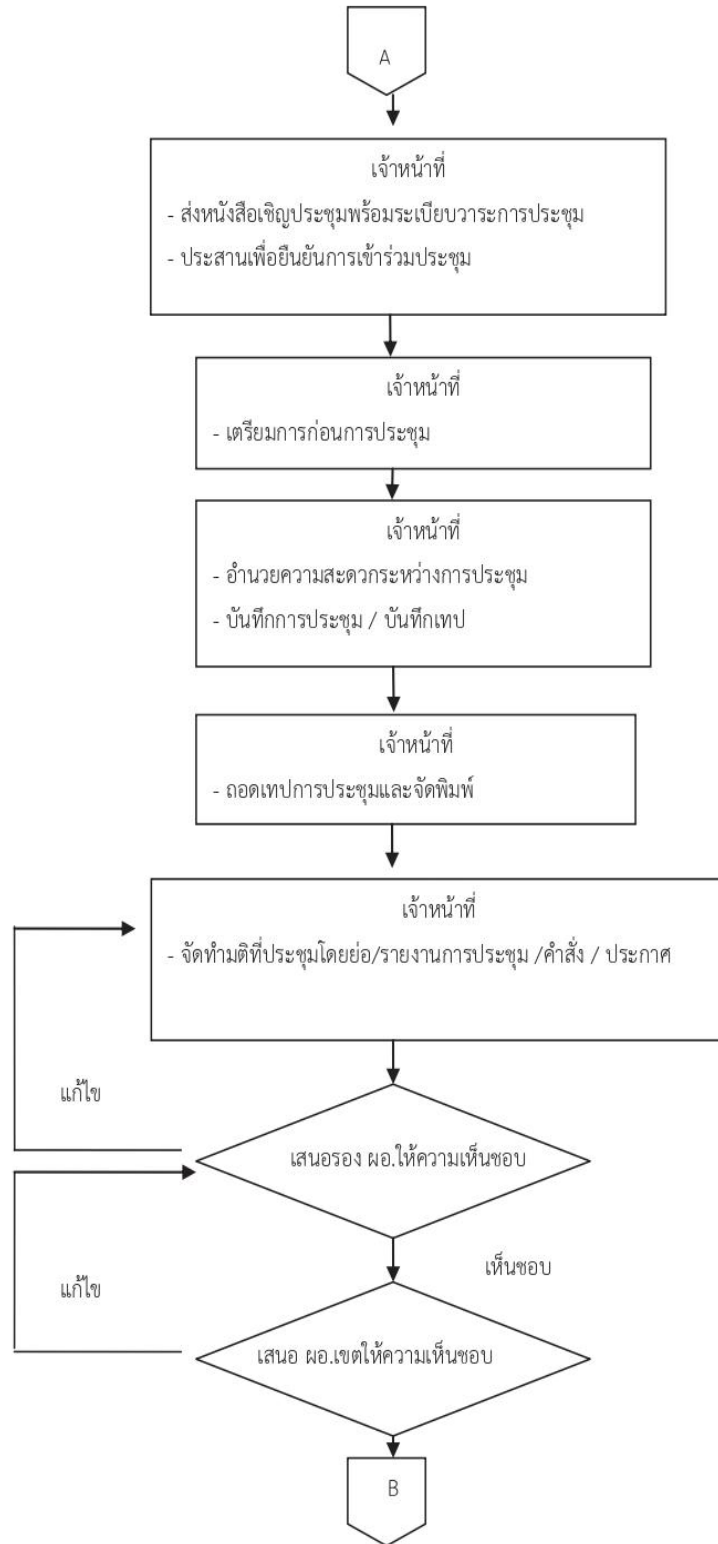 A
เจ้าหน้าที่
- ส่งหนังสือเชิญประชุมพร้อมระเบียบวาระการประชุม
- ประสานเพื่อยืนยันการเข้าร่วมประชุม
เจ้าหน้าที่
- เตรียมการก่อนการประชุม
เจ้าหน้าที่
- อำนวยความสะดวกระหว่างการประชุม
- บันทึกการประชุม / บันทึกเทป
เจ้าหน้าที่
- ถอดเทปการประชุมและจัดพิมพ์
เจ้าหน้าที่
- จัดทำมติที่ประชุมโดยย่อ/รายงานการประชุม /คำสั่ง / ประกาศ
แก้ไข
เสนอรอง ผอ.ให้ความเห็นชอบ
เห็นชอบ
แก้ไข
เสนอ ผอ.เขตให้ความเห็นชอบ
B